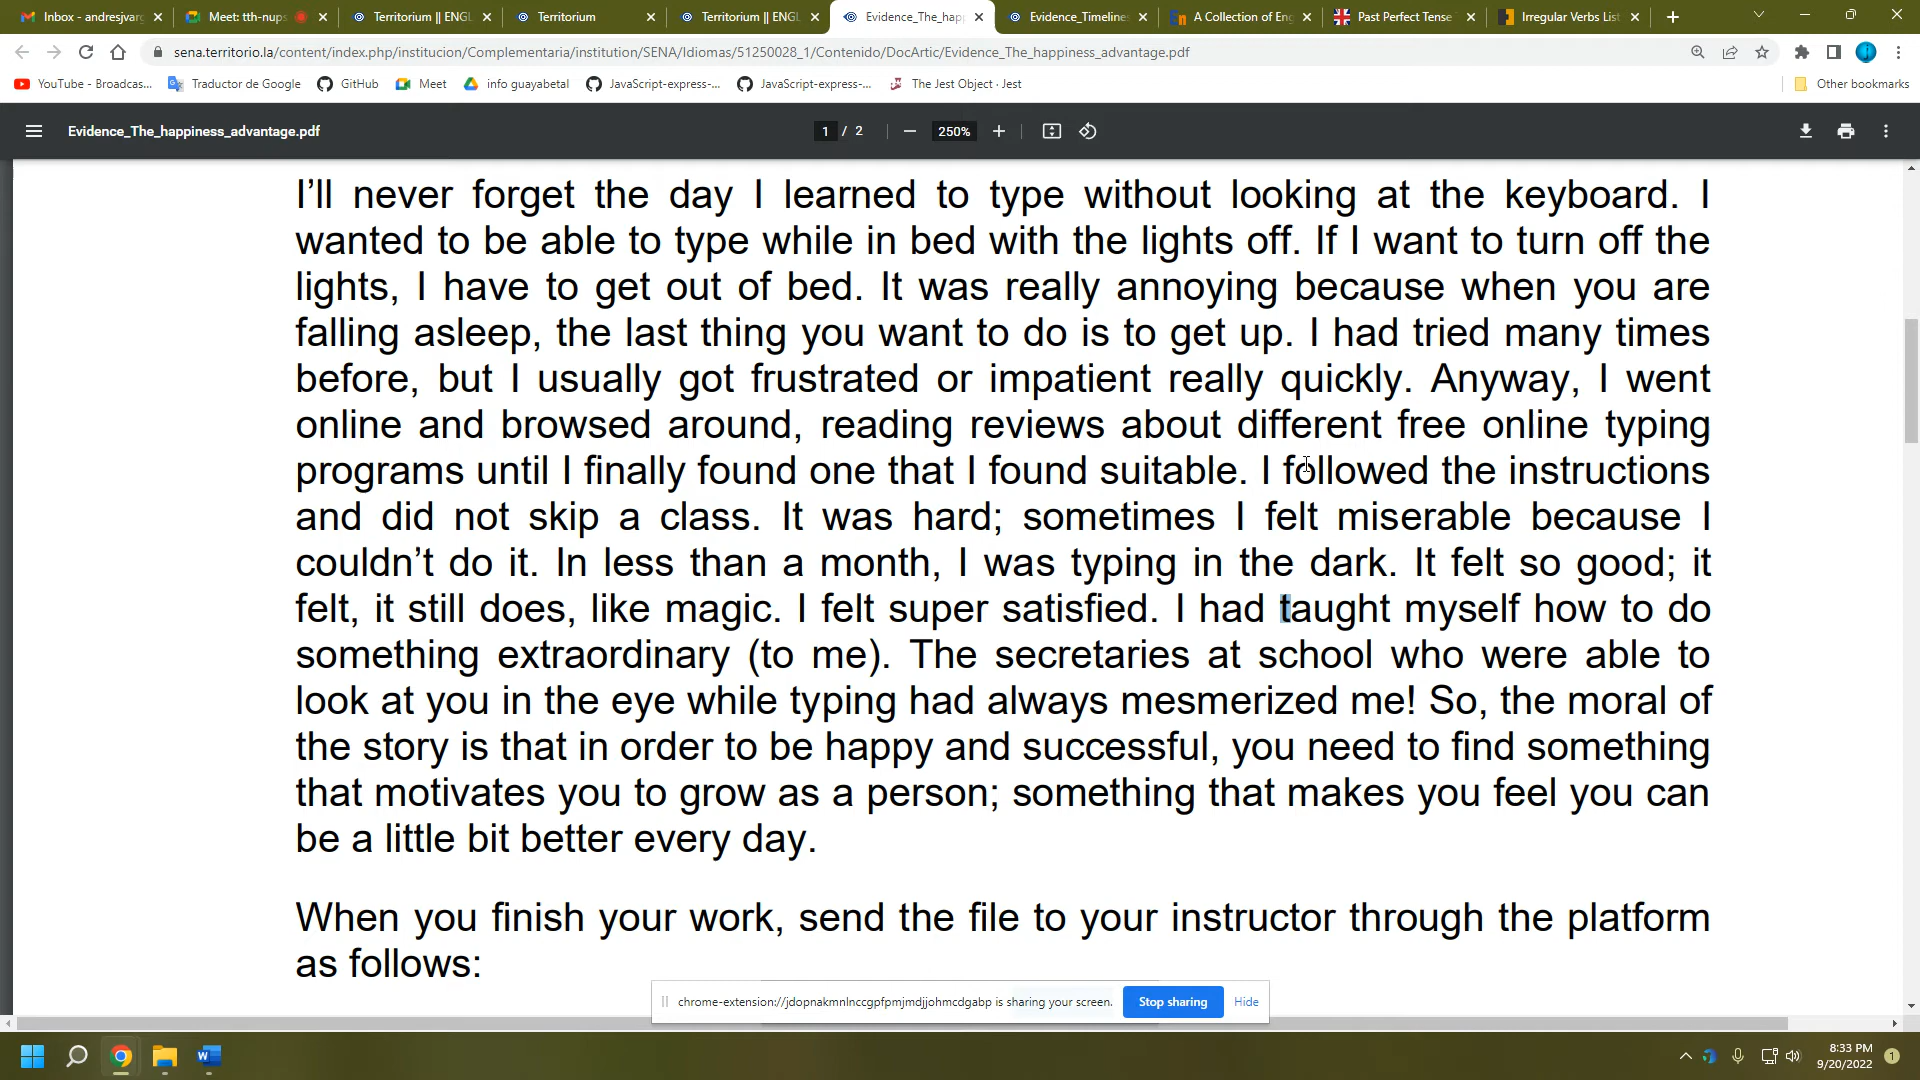 Inbox - andresjvar
Meet: tth-nups
Territorium || ENGL
Territorium
Territorium || ENGL
Evidence_The_hap
Evidence_Timeline
A Collection of Eng
Past Perfect Tense
Irregular Verbs List
sena.territorio.la/content/index.php/institucion/Complementaria/institution/SENA/Idiomas/51250028_1/Contenido/DocArtic/Evidence_The_happiness_advantage.pdf
YouTube - Broadcas...
Traductor de Google
GitHub
Meet
info guayabetal
JavaScript-express-...
JavaScript-express-...
The Jest Object · Jest
Other bookmarks
Evidence_The_happiness_advantage.pdf
1 / 2
250%
I’ll never forget the day I learned to type without looking at the keyboard. I
wanted to be able to type while in bed with the lights off. If I want to turn off the
lights, I have to get out of bed. It was really annoying because when you are
falling asleep, the last thing you want to do is to get up. I had tried many times
before, but I usually got frustrated or impatient really quickly. Anyway, I went
online and browsed around, reading reviews about different free online typing
programs until I finally found one that I found suitable. I followed the instructions
and did not skip a class. It was hard; sometimes I felt miserable because I
couldn’t do it. In less than a month, I was typing in the dark. It felt so good; it
felt, it still does, like magic. I felt super satisfied. I had taught myself how to do
something extraordinary (to me). The secretaries at school who were able to
look at you in the eye while typing had always mesmerized me! So, the moral of
the story is that in order to be happy and successful, you need to find something
that motivates you to grow as a person; something that makes you feel you can
be a little bit better every day.
When you finish your work, send the file to your instructor through the platform
as follows:
chrome-extension://jdopnakmnlnccgpfpmjmdjjohmcdgabp is sharing your screen.
Stop sharing
Hide
8:33 PM
9/20/2022
1